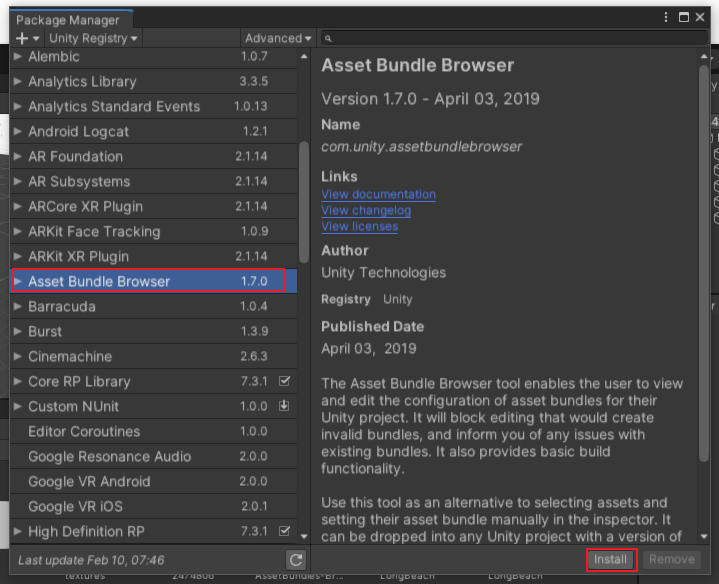 Package Manager
Unity Registry
Advanced
Alembic 1.0.7
Analytics Library 3.3.5
Analytics Standard Events 1.0.13
Android Logcat 1.2.1
AR Foundation 2.1.14
AR Subsystems 2.1.14
ARCore XR Plugin 2.1.14
ARKit Face Tracking 1.0.9
ARKit XR Plugin 2.1.14
Asset Bundle Browser 1.7.0
Barracuda 1.0.4
Burst 1.3.9
Cinemachine 2.6.3
Core RP Library 7.3.1
Custom NUnit 1.0.0
Editor Coroutines 1.0.0
Google Resonance Audio 2.0.0
Google VR Android 2.0.0
Google VR iOS 2.0.1
High Definition RP 7.3.1
Last update Feb 10, 07:46
Asset Bundle Browser
Version 1.7.0 - April 03, 2019
Name
com.unity.assetbundlebrowser
Links
View documentation
View changelog
View licenses
Author
Unity Technologies
Registry Unity
Published Date
April 03, 2019
The Asset Bundle Browser tool enables the user to view
and edit the configuration of asset bundles for their
Unity project. It will block editing that would create
invalid bundles, and inform you of any issues with
existing bundles. It also provides basic build
functionality.
Use this tool as an alternative to selecting assets and
setting their asset bundle manually in the inspector. It
can be dropped into any Unity project with a version of
Install
Remove